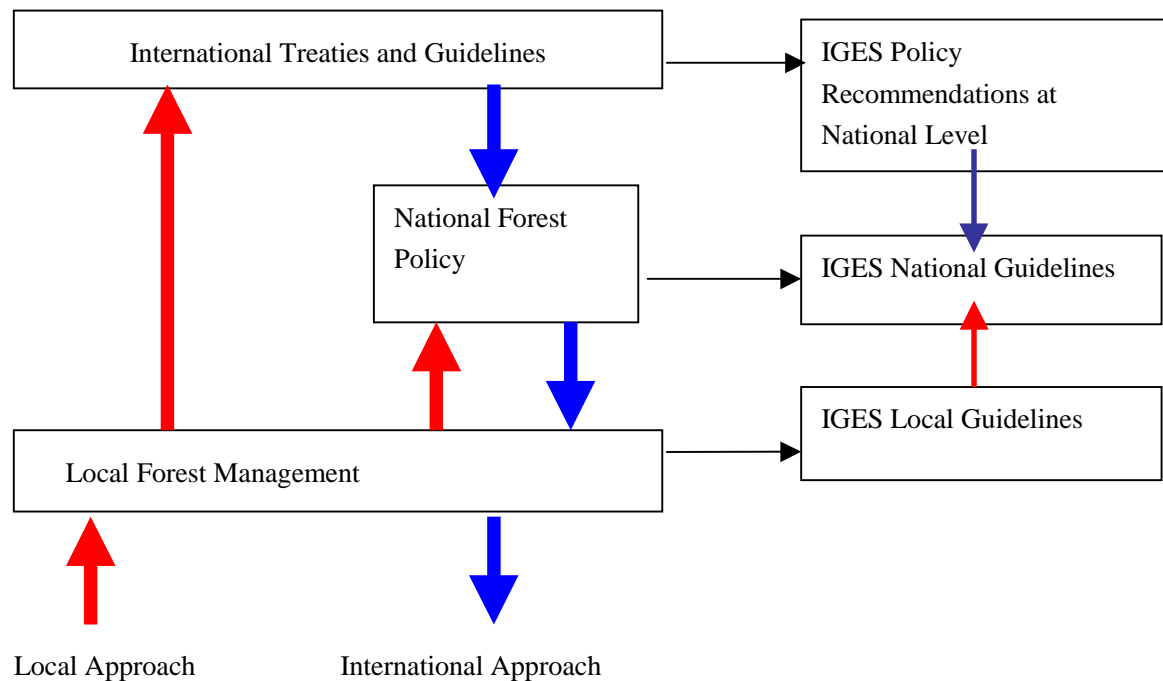 International Treaties and Guidelines
IGES Policy
Recommendations at
National Level
National Forest
Policy
IGES National Guidelines
IGES Local Guidelines
Local Forest Management
Local Approach
International Approach